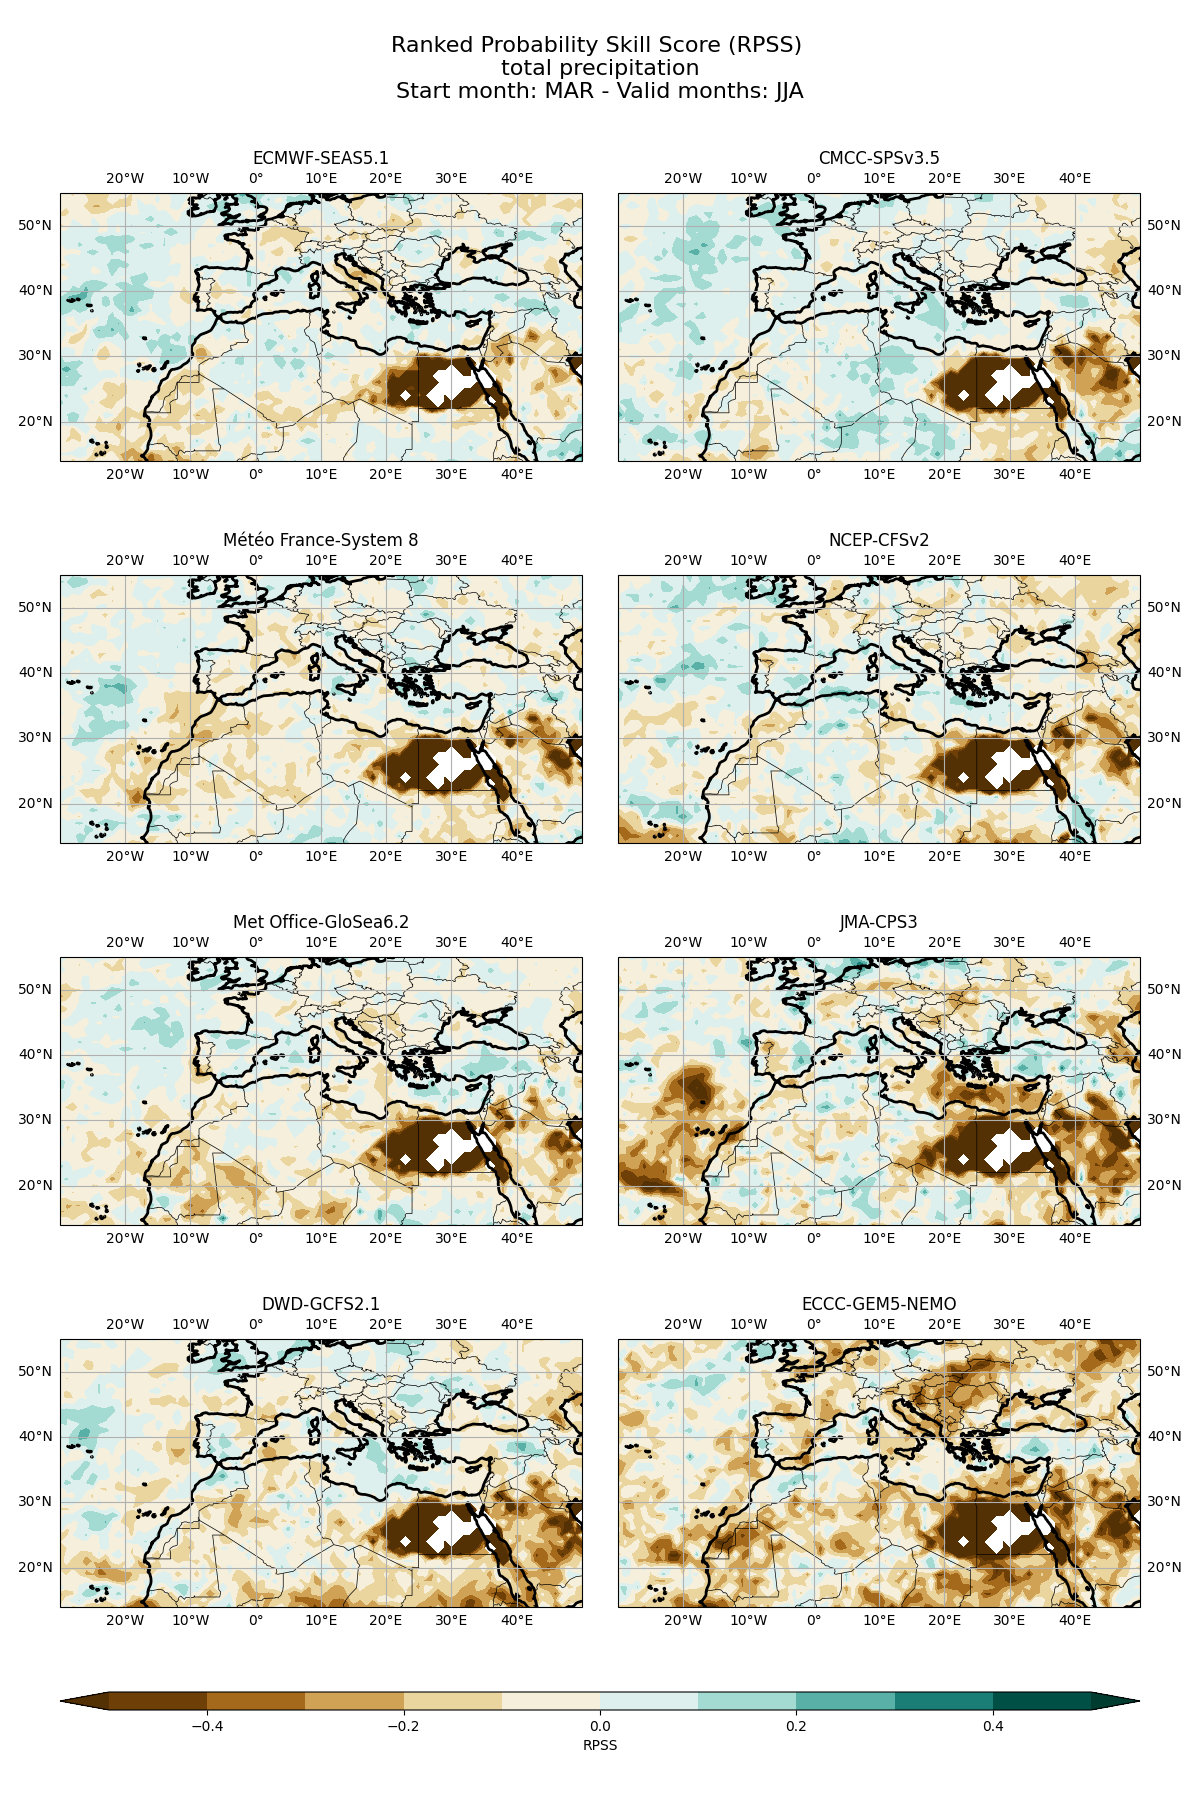 Ranked Probability Skill Score (RPSS)
total precipitation
Start month: MAR - Valid months: JJA
ECMWF-SEAS5.1
20°W 10°W 0° 10°E 20°E 30°E 40°E
50°N
40°N
30°N
20°N
20°W 10°W 0° 10°E 20°E 30°E 40°E
CMCC-SPSv3.5
20°W 10°W 0° 10°E 20°E 30°E 40°E
50°N
40°N
30°N
20°N
20°W 10°W 0° 10°E 20°E 30°E 40°E
Météo France-System 8
20°W 10°W 0° 10°E 20°E 30°E 40°E
50°N
40°N
30°N
20°N
20°W 10°W 0° 10°E 20°E 30°E 40°E
NCEP-CFSv2
20°W 10°W 0° 10°E 20°E 30°E 40°E
50°N
40°N
30°N
20°N
20°W 10°W 0° 10°E 20°E 30°E 40°E
Met Office-GloSea6.2
20°W 10°W 0° 10°E 20°E 30°E 40°E
50°N
40°N
30°N
20°N
20°W 10°W 0° 10°E 20°E 30°E 40°E
JMA-CPS3
20°W 10°W 0° 10°E 20°E 30°E 40°E
50°N
40°N
30°N
20°N
20°W 10°W 0° 10°E 20°E 30°E 40°E
DWD-GCFS2.1
20°W 10°W 0° 10°E 20°E 30°E 40°E
50°N
40°N
30°N
20°N
20°W 10°W 0° 10°E 20°E 30°E 40°E
ECCC-GEM5-NEMO
20°W 10°W 0° 10°E 20°E 30°E 40°E
50°N
40°N
30°N
20°N
20°W 10°W 0° 10°E 20°E 30°E 40°E
−0.4 −0.2 0.0 0.2 0.4
RPSS